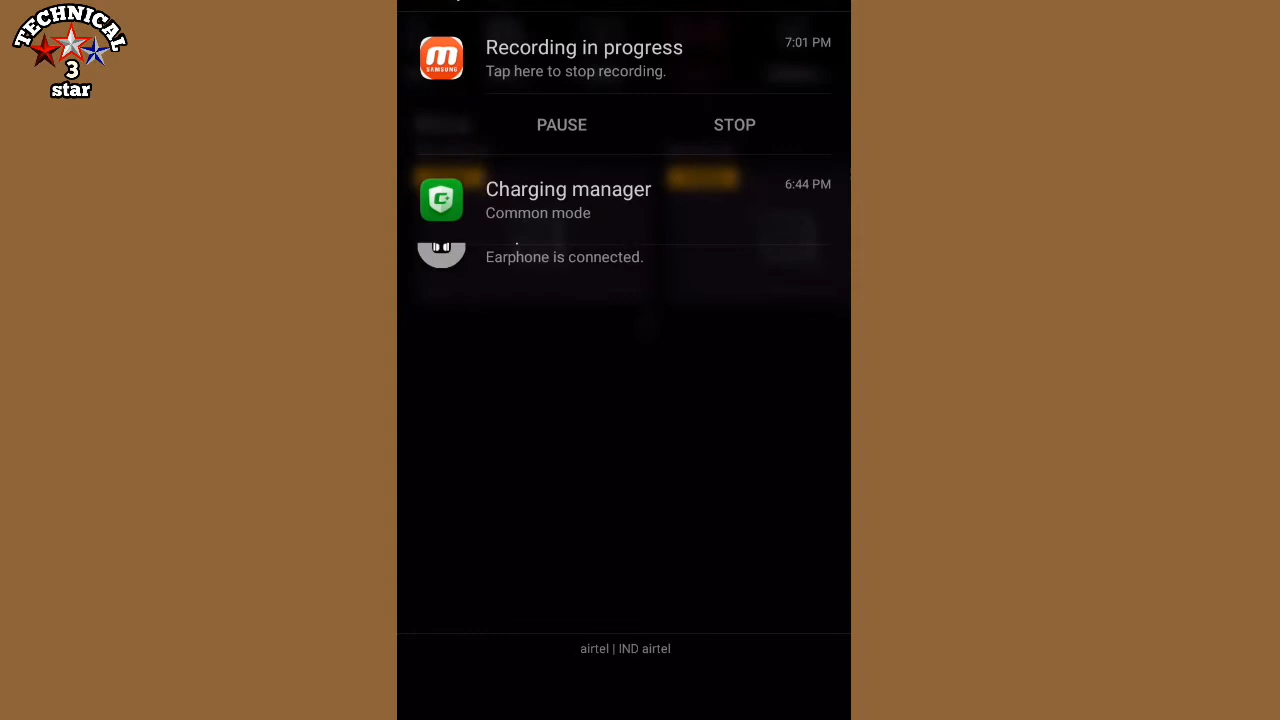 TECHNICAL
3
star
Recording in progress
7:01 PM
Tap here to stop recording.
SAMSUNG
PAUSE
STOP
Charging manager
6:44 PM
Common mode
Earphone is connected.
airtel | IND airtel